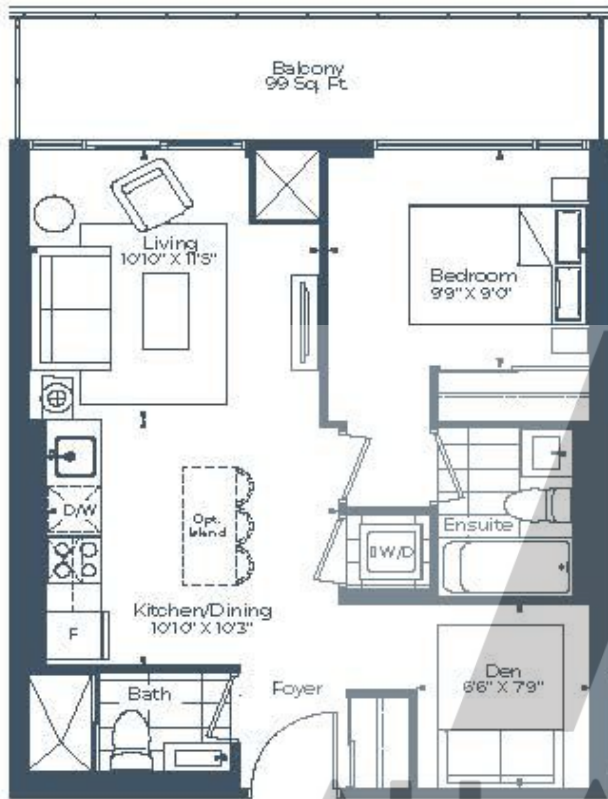 Balcony
99 Sq. Ft.
Living
10'10" X 11'5"
Bedroom
9'9" X 9'0"
D/W
Opt.
Island
W/D
Ensuite
Kitchen/Dining
10'10" X 10'3"
F
Bath
Foyer
Den
6'6" X 7'9"